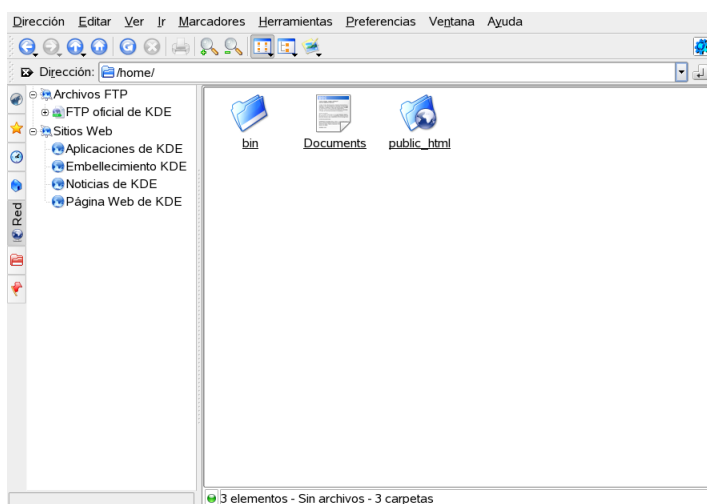 Dirección Editar Ver Ir Marcadores Herramientas Preferencias Ventana Ayuda
Dirección: /home/
Archivos FTP
FTP oficial de KDE
Sitios Web
Aplicaciones de KDE
Embellecimiento KDE
Noticias de KDE
Página Web de KDE
Red
bin Documents public_html
3 elementos - Sin archivos - 3 carpetas